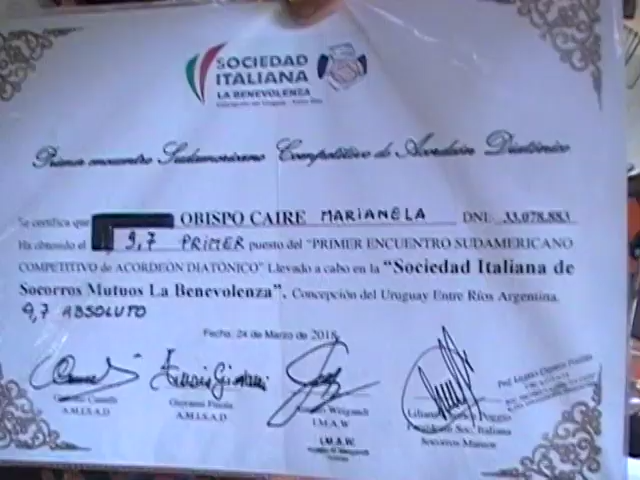 SOCIEDAD
ITALIANA
LA BENEVOLENZA
Primer encuentro Sudamericano Competitivo de Acordeón Diatónico
Se certifica que OBISPO CAIRE MARIANELA DNI. 33.078.883
Ha obtenido el 9,7 PRIMER puesto del "PRIMER ENCUENTRO SUDAMERICANO
COMPETITIVO de ACORDEÓN DIATÓNICO" Llevado a cabo en la "Sociedad Italiana de
Socorros Mutuos La Benevolenza". Concepción del Uruguay Entre Ríos Argentina.
9,7 ABSOLUTO
Fecha: 24 de Marzo de 2018
A.M.I.S.A.D
Giovanni
A.M.I.S.A.D
Weigandt
I.M.A.W
I.M.A.W.
Liliana Poggio
Presidente Soc. Italiana
Socorros Mutuos